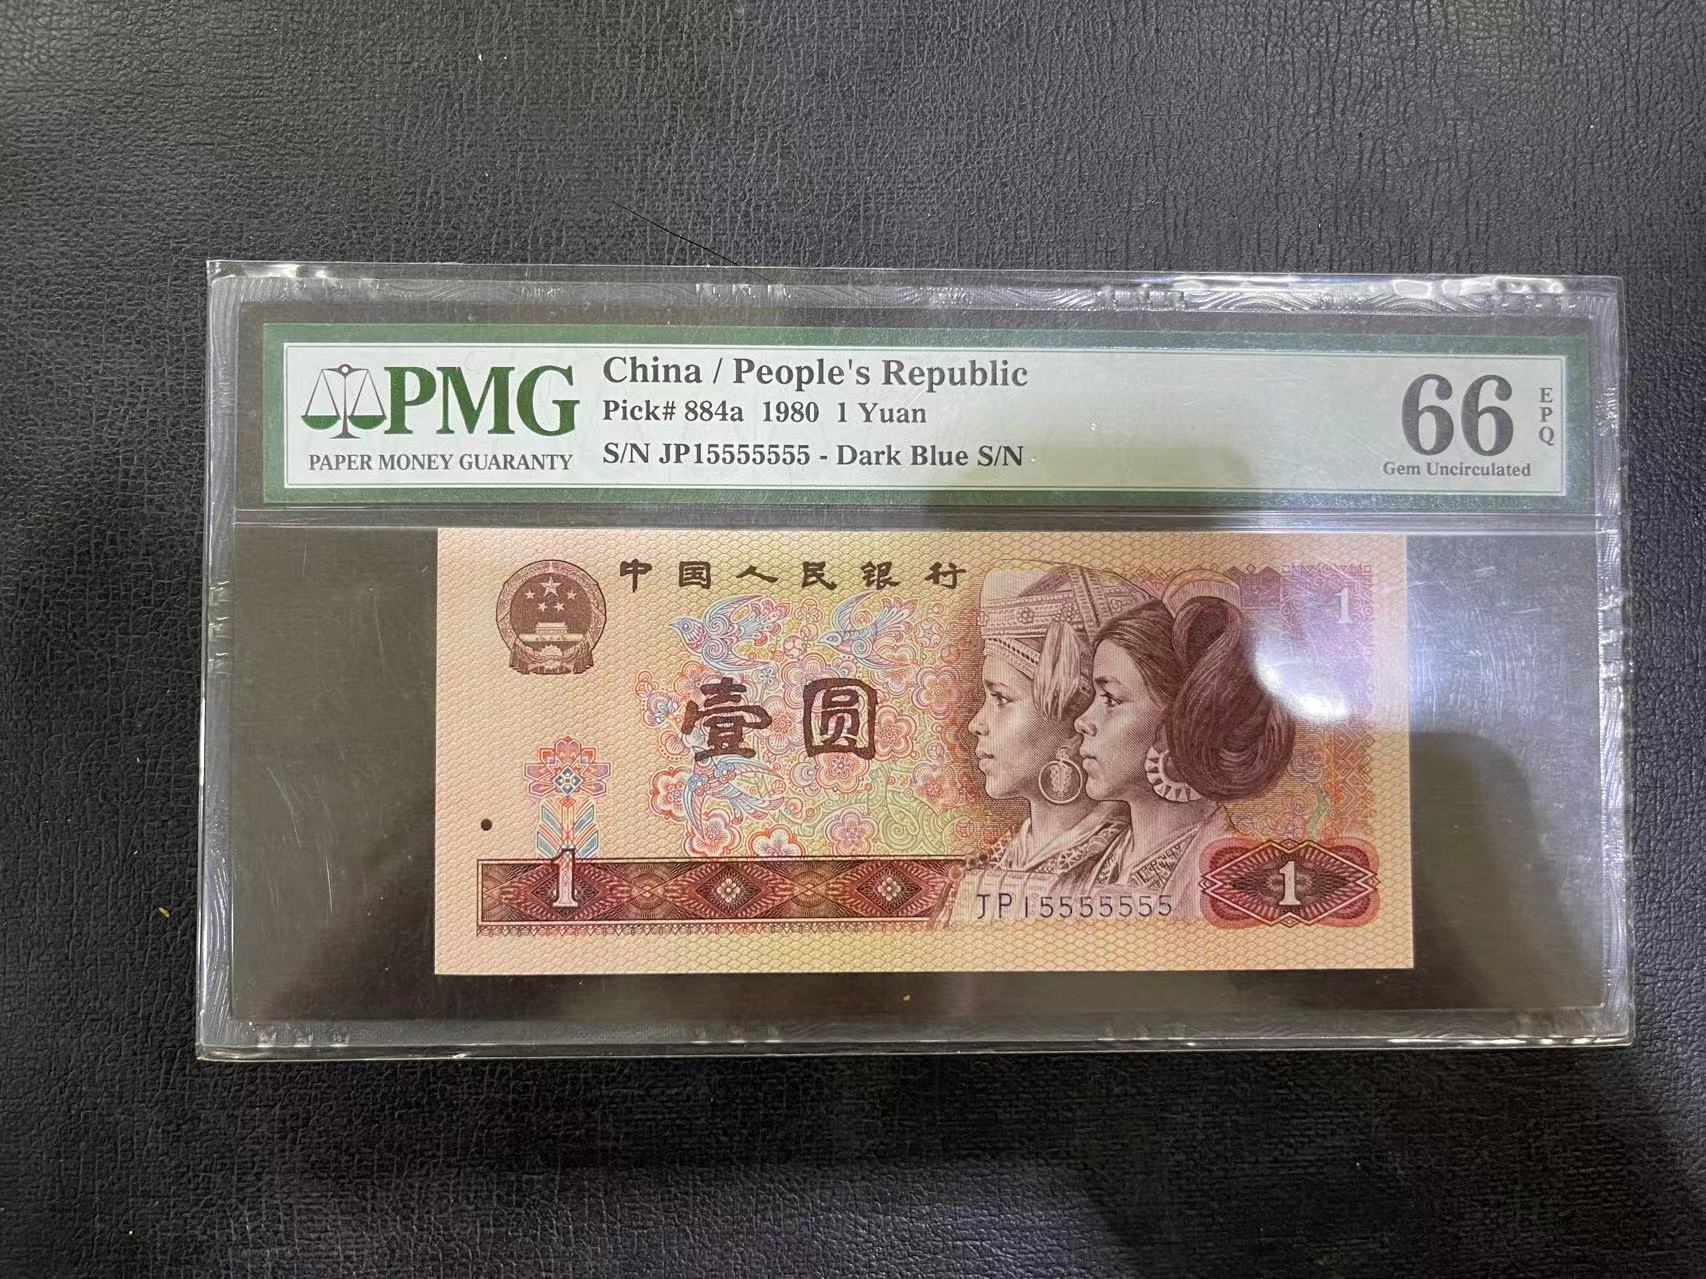 PMG
PAPER MONEY GUARANTY
China / People's Republic
Pick# 884a 1980 1 Yuan
S/N JP15555555 - Dark Blue S/N
66
EPQ
Gem Uncirculated
中国人民银行
1
壹圆
1
JP15555555
1